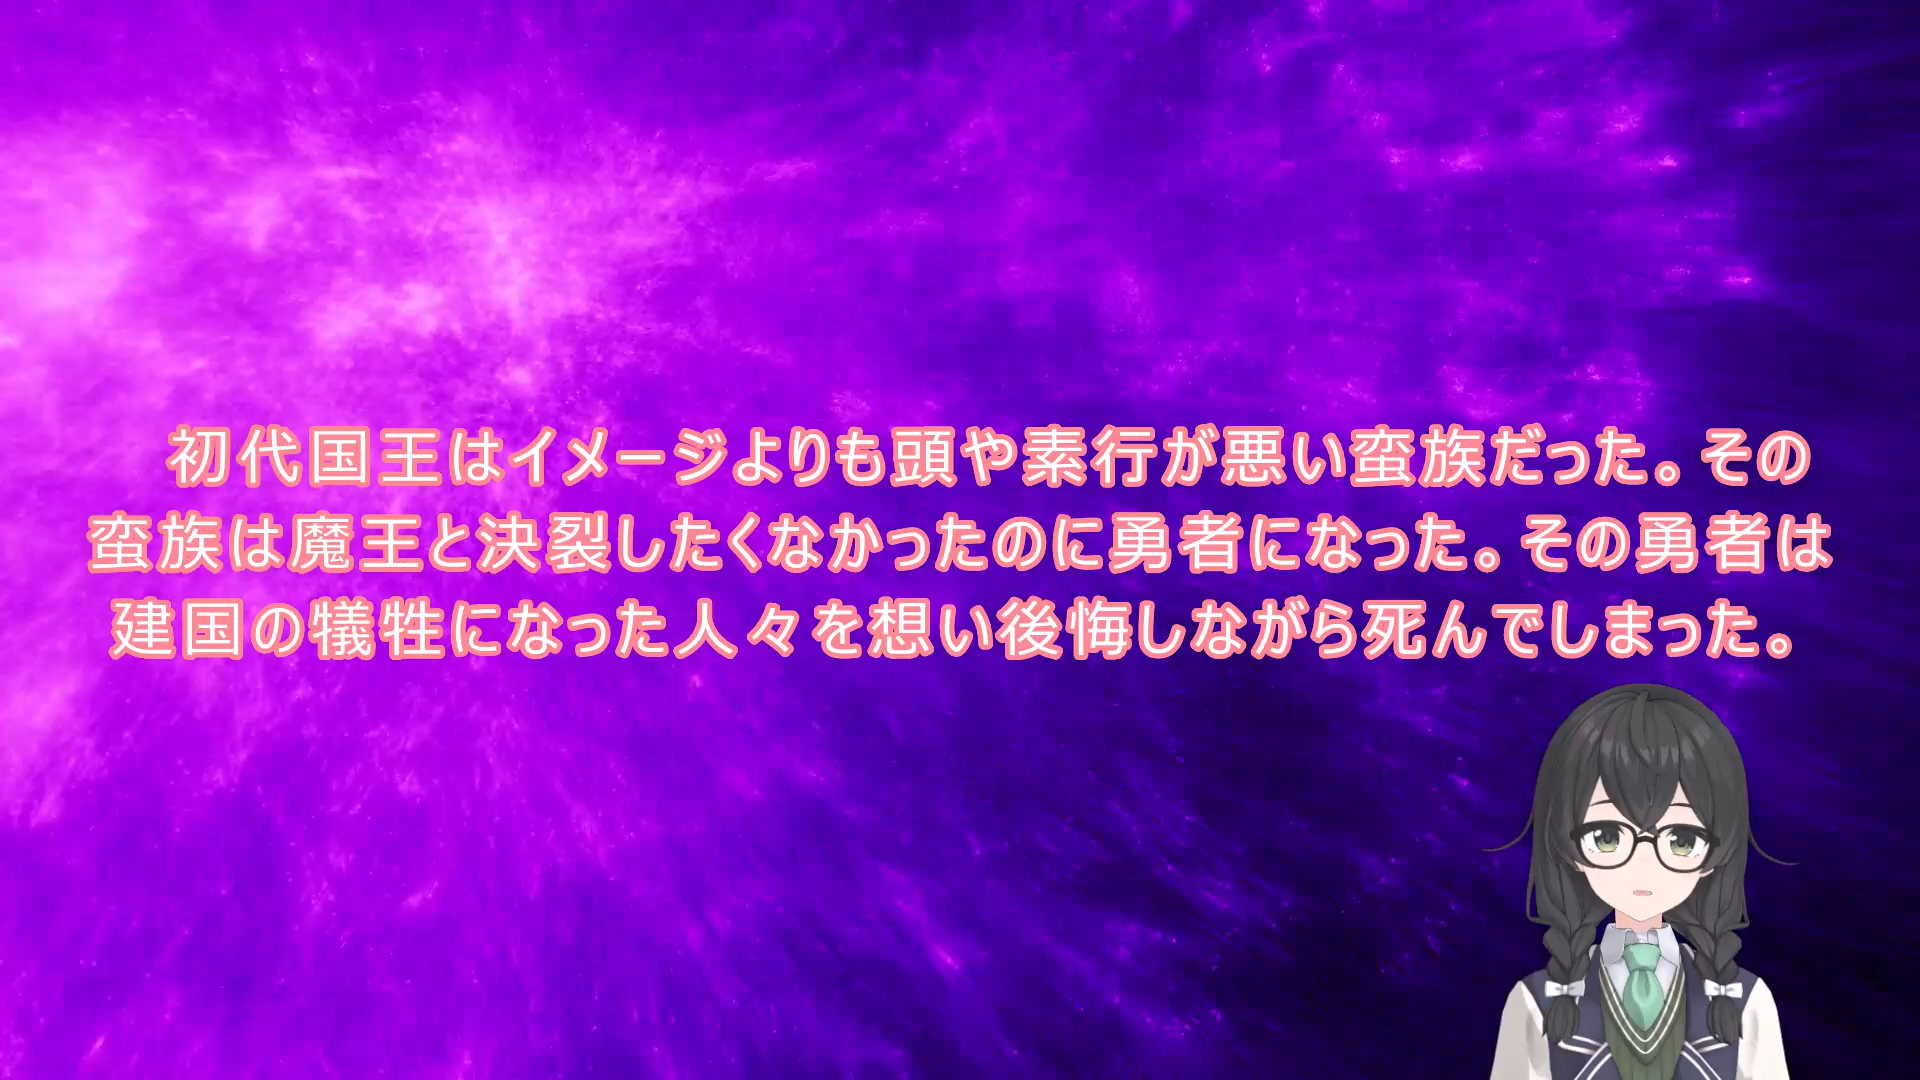 初代国王はイメージよりも頭や素行が悪い蛮族だった。その
蛮族は魔王と決裂したくなかったのに勇者になった。その勇者は
建国の犠牲になった人々を想い後悔しながら死んでしまった。